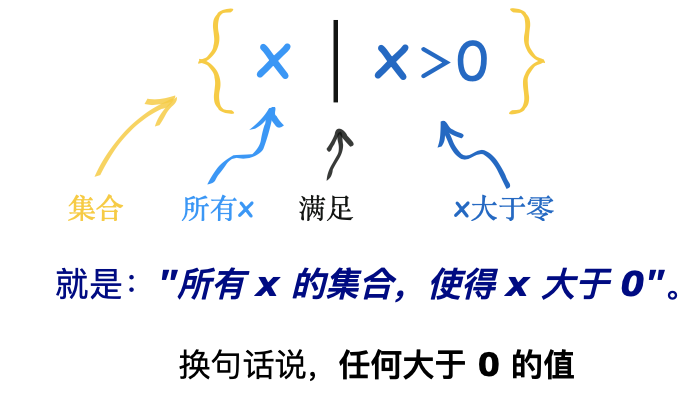 { x | x>0 }
集合 所有x 满足 x大于零
就是："所有 x 的集合，使得 x 大于 0"。
换句话说，任何大于 0 的值